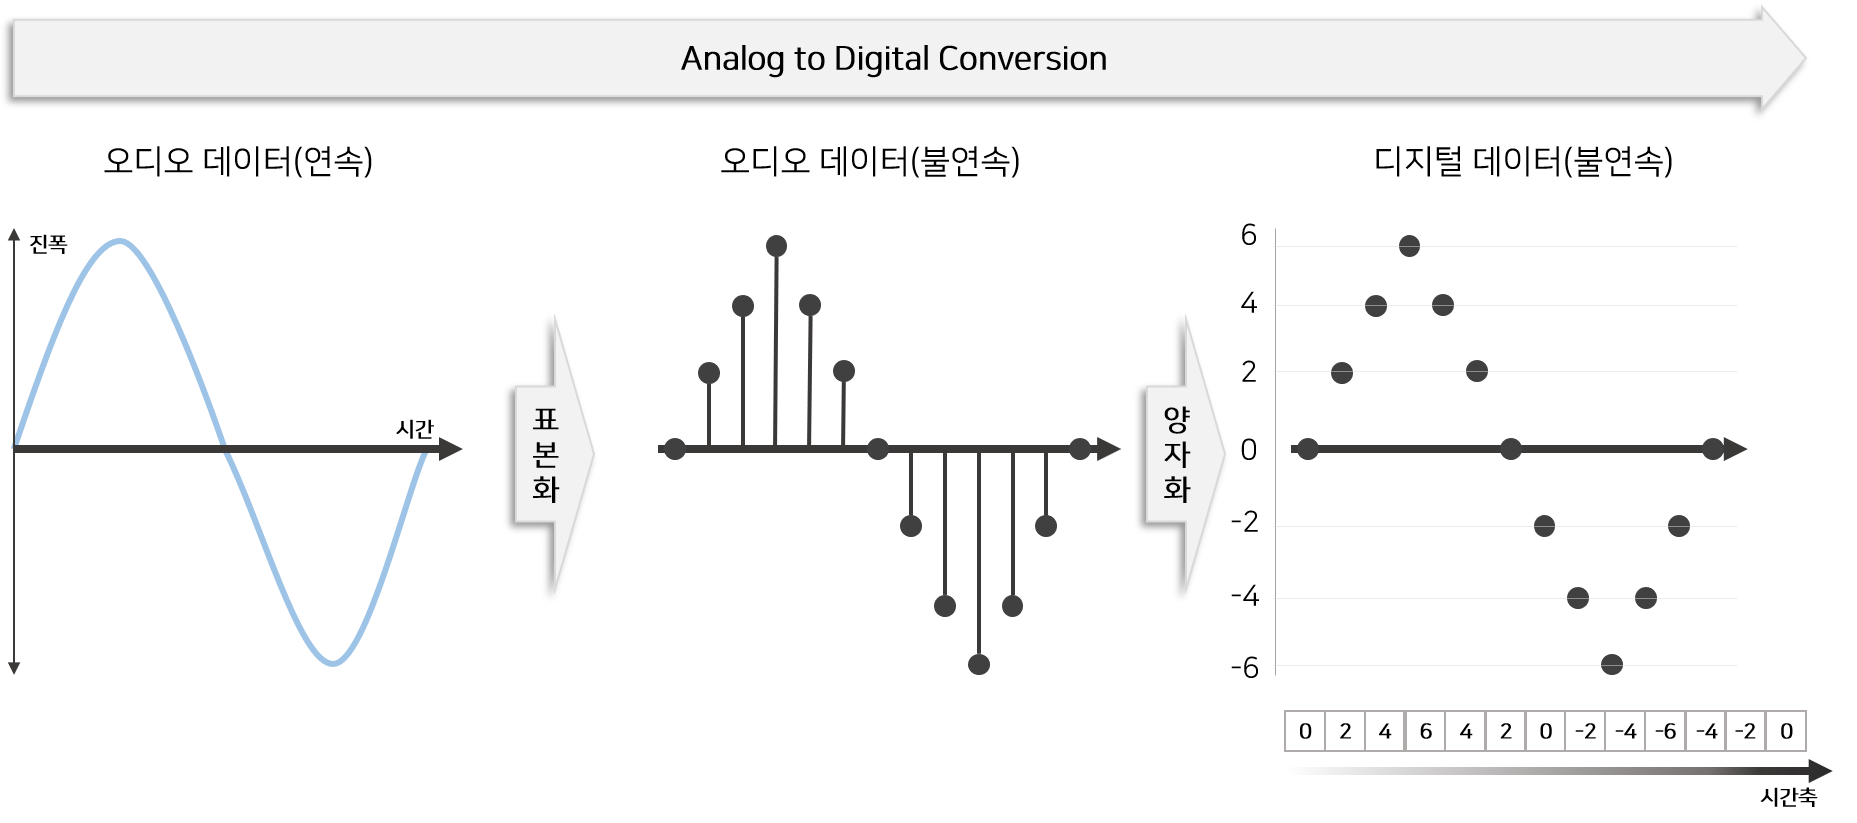 Analog to Digital Conversion
오디오 데이터(연속)
오디오 데이터(불연속)
디지털 데이터(불연속)
진폭
시간
표
본
화
양
자
화
6
4
2
0
-2
-4
-6
0 2 4 6 4 2 0 -2 -4 -6 -4 -2 0
시간축